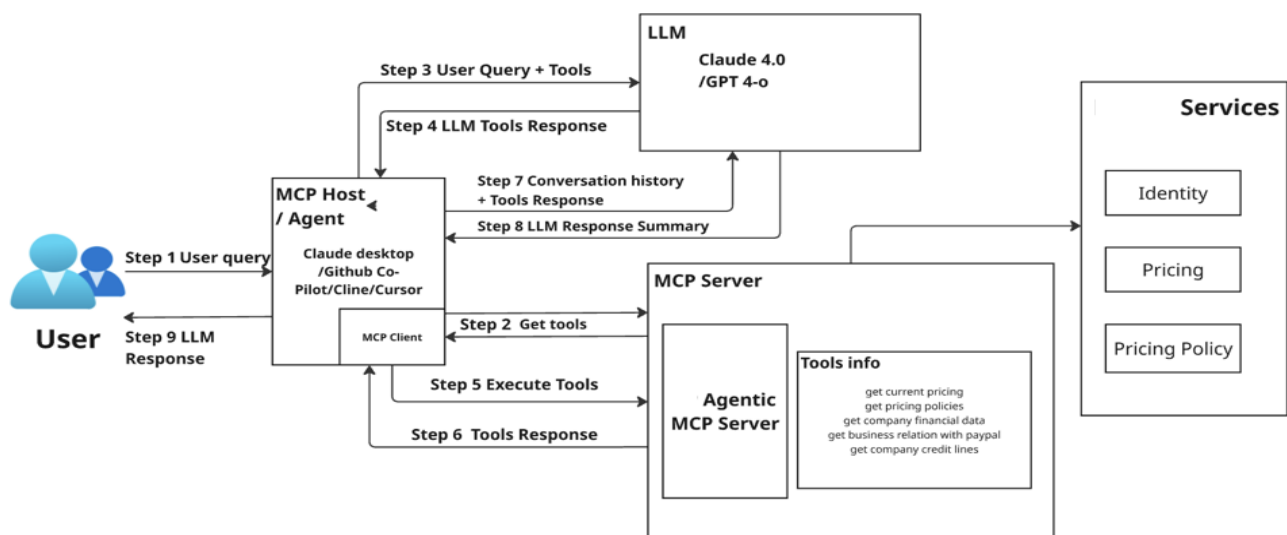 LLM
Claude 4.0
/GPT 4-o
Step 3 User Query + Tools
Step 4 LLM Tools Response
Step 7 Conversation history
+ Tools Response
Step 8 LLM Response Summary
MCP Host
/ Agent
Claude desktop
/Github Co-
Pilot/Cline/Cursor
MCP Client
Step 1 User query
User
Step 9 LLM
Response
Step 2 Get tools
Step 5 Execute Tools
Step 6 Tools Response
MCP Server
Agentic
MCP Server
Tools info
get current pricing
get pricing policies
get company financial data
get business relation with paypal
get company credit lines
Services
Identity
Pricing
Pricing Policy